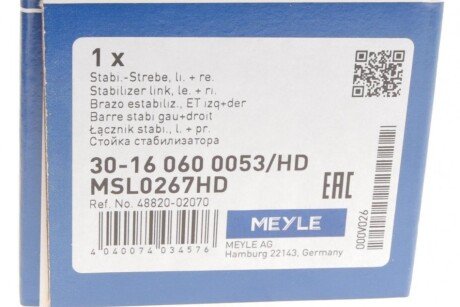 1 x
Stabi.-Strebe, li. + re.
Stabilizer link, le. + ri.
Brazo estabiliz., ET izq+der
Barre stabi gau+droit
Łącznik stabi., l. + pr.
Стойка стабилизатора
30-16 060 0053/HD
MSL0267HD
Ref. No. 48820-02070
EAC
000V026
MEYLE
4 040074 034576
MEYLE AG
Hamburg 22143, Germany